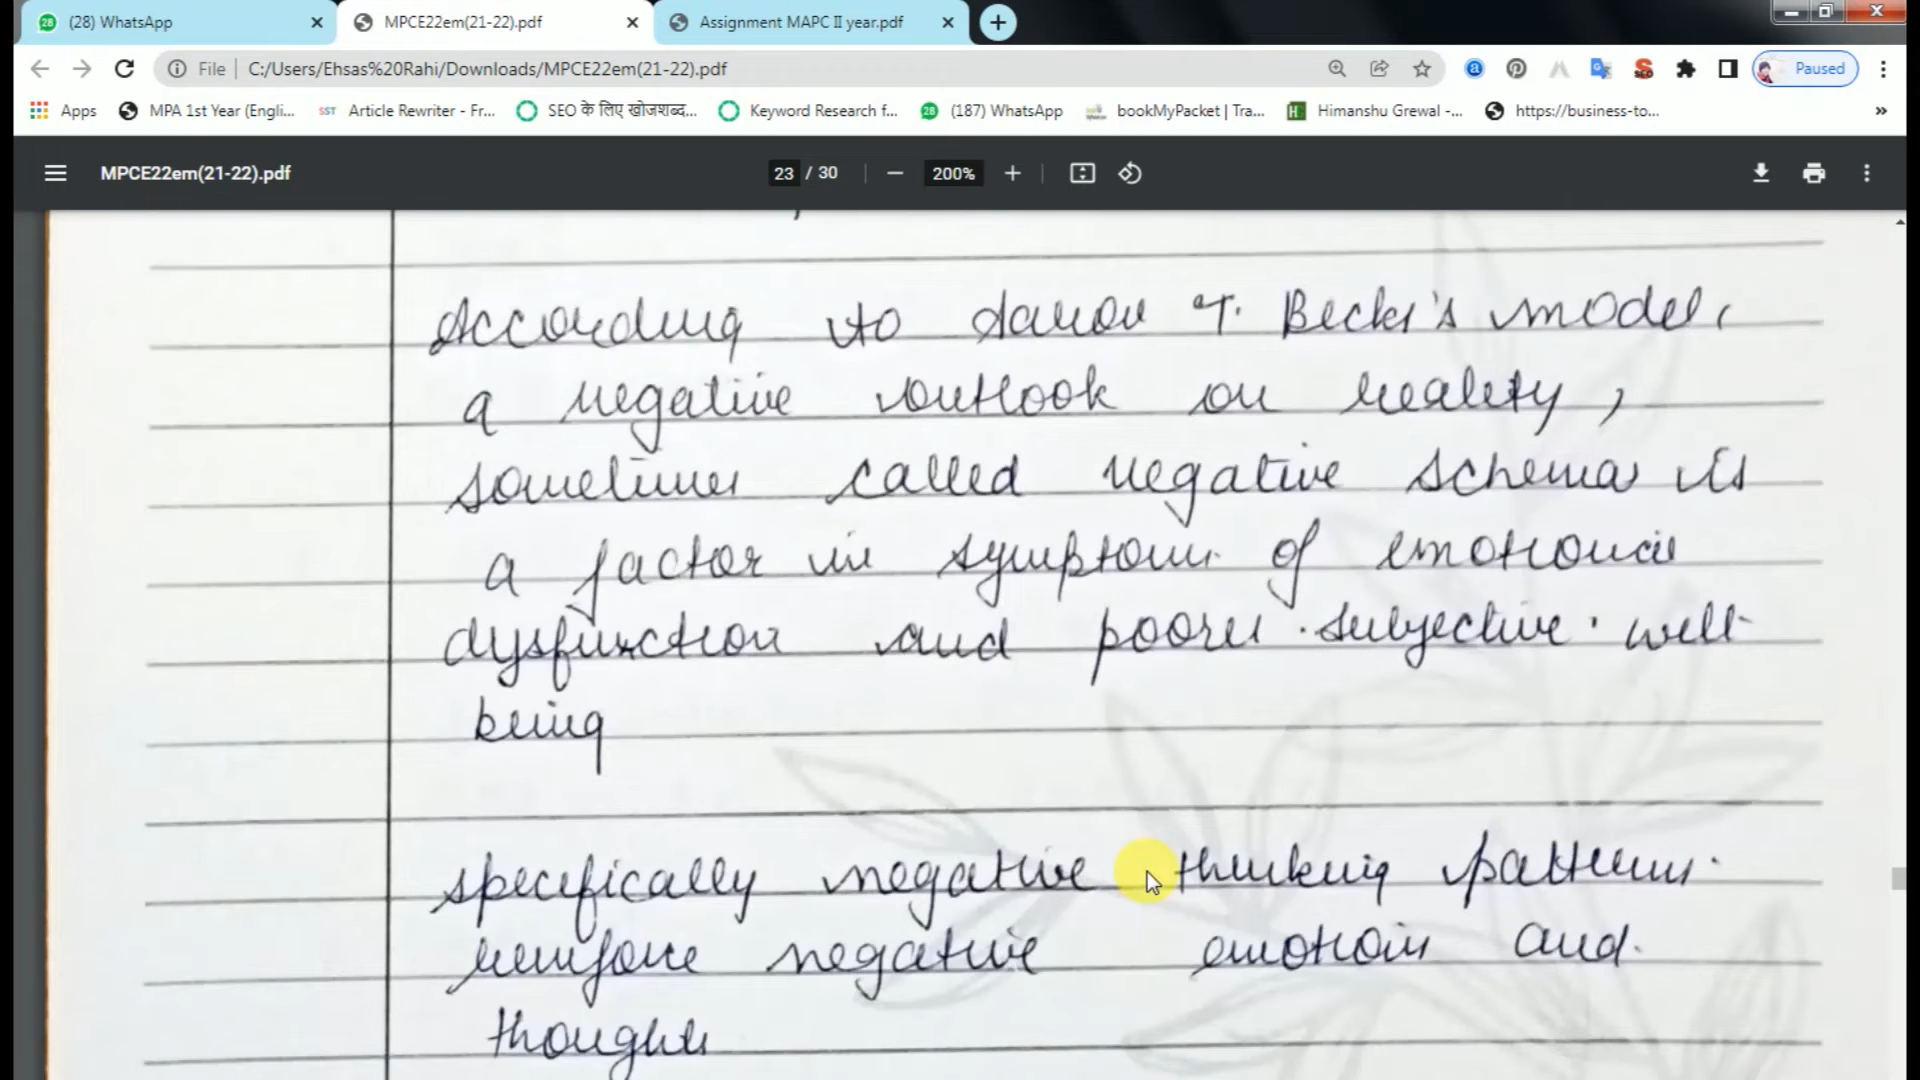 (28) WhatsApp
MPCE22em(21-22).pdf
Assignment MAPC II year.pdf
File | C:/Users/Ehsas%20Rahi/Downloads/MPCE22em(21-22).pdf
Paused
Apps
MPA 1st Year (Engli...
SST Article Rewriter - Fr...
SEO के लिए खोजशब्द...
Keyword Research f...
(187) WhatsApp
bookMyPacket | Tra...
Himanshu Grewal -...
https://business-to...
»
MPCE22em(21-22).pdf
23 / 30
200%
According to Aaron T. Beck's model,
a negative outlook on reality,
sometimes called negative schemas is
a factor in symptoms of emotional
dysfunction and poorer subjective well-
being
specifically negative thinking patterns
reinforce negative emotions and
thoughts